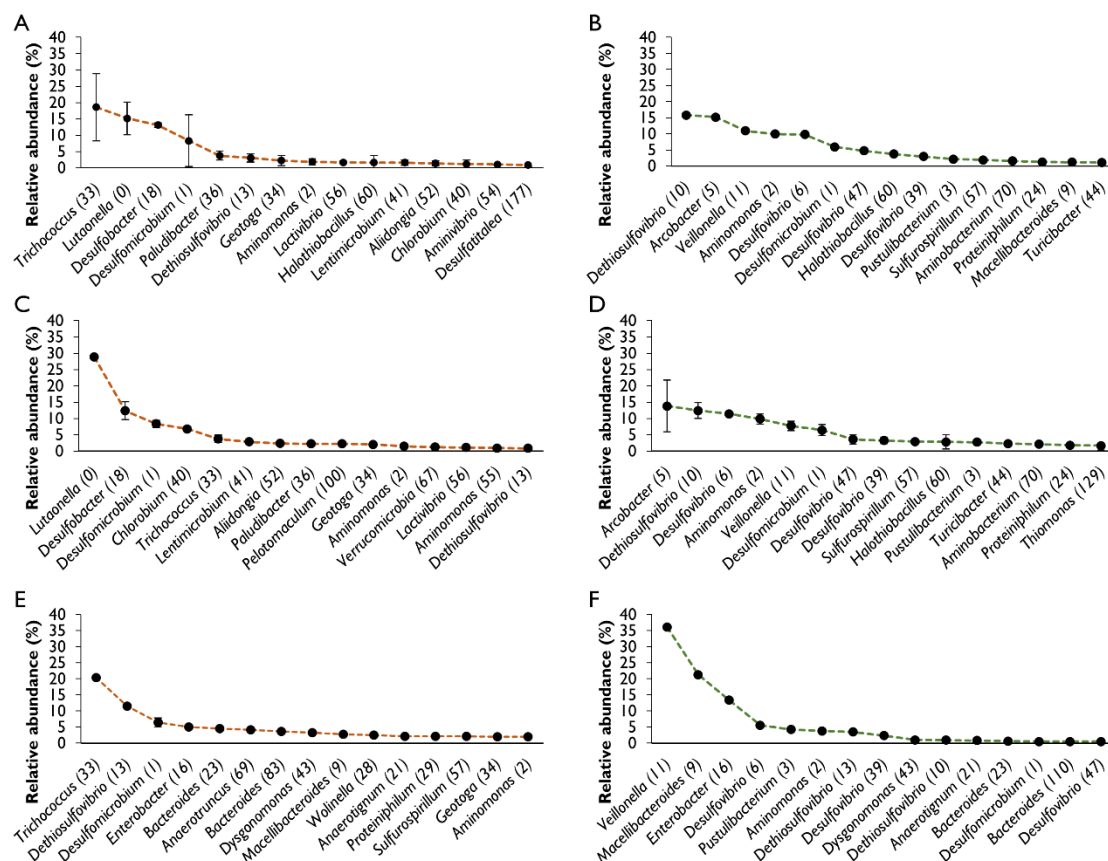 A
Relative abundance (%)
40
35
30
25
20
15
10
5
0
Trichococcus (33)
Lutaonella (0)
Desulfobacter (18)
Desulfomicrobium (1)
Paludibacter (36)
Dethiosulfovibrio (13)
Geotoga (34)
Aminomonas (2)
Lactivibrio (56)
Halothiobacillus (60)
Lentimicrobium (41)
Aliidongia (52)
Chlorobium (40)
Aminivibrio (54)
Desulfatitalea (177)
B
Relative abundance (%)
40
35
30
25
20
15
10
5
0
Dethiosulfovibrio (10)
Arcobacter (5)
Veillonella (11)
Aminomonas (2)
Desulfovibrio (6)
Desulfomicrobium (1)
Desulfovibrio (47)
Halothiobacillus (60)
Desulfovibrio (39)
Pustulibacterium (3)
Sulfurospirillum (57)
Aminobacterium (70)
Proteiniphilum (24)
Macellibacteroides (9)
Turicibacter (44)
C
Relative abundance (%)
40
35
30
25
20
15
10
5
0
Lutaonella (0)
Desulfobacter (18)
Desulfomicrobium (1)
Chlorobium (40)
Trichococcus (33)
Lentimicrobium (41)
Aliidongia (52)
Paludibacter (36)
Pelotomaculum (100)
Geotoga (34)
Aminomonas (2)
Verrucomicrobia (67)
Lactivibrio (56)
Aminomonas (55)
Dethiosulfovibrio (13)
D
Relative abundance (%)
40
35
30
25
20
15
10
5
0
Arcobacter (5)
Dethiosulfovibrio (10)
Desulfovibrio (6)
Aminomonas (2)
Veillonella (11)
Desulfomicrobium (1)
Desulfovibrio (47)
Desulfovibrio (39)
Sulfurospirillum (57)
Halothiobacillus (60)
Pustulibacterium (3)
Turicibacter (44)
Aminobacterium (70)
Proteiniphilum (24)
Thiomonas (129)
E
Relative abundance (%)
40
35
30
25
20
15
10
5
0
Trichococcus (33)
Dethiosulfovibrio (13)
Desulfomicrobium (1)
Enterobacter (16)
Bacteroides (23)
Anaerotruncus (69)
Bacteroides (83)
Dysgonomonas (43)
Macellibacteroides (9)
Wolinella (28)
Anaerotignum (21)
Proteiniphilum (29)
Sulfurospirillum (57)
Geotoga (34)
Aminomonas (2)
F
Relative abundance (%)
40
35
30
25
20
15
10
5
0
Veillonella (11)
Macellibacteroides (9)
Enterobacter (16)
Desulfovibrio (6)
Pustulibacterium (3)
Aminomonas (2)
Dethiosulfovibrio (13)
Desulfovibrio (39)
Dysgonomonas (43)
Dethiosulfovibrio (10)
Anaerotignum (21)
Bacteroides (23)
Desulfomicrobium (1)
Bacteroides (110)
Desulfovibrio (47)